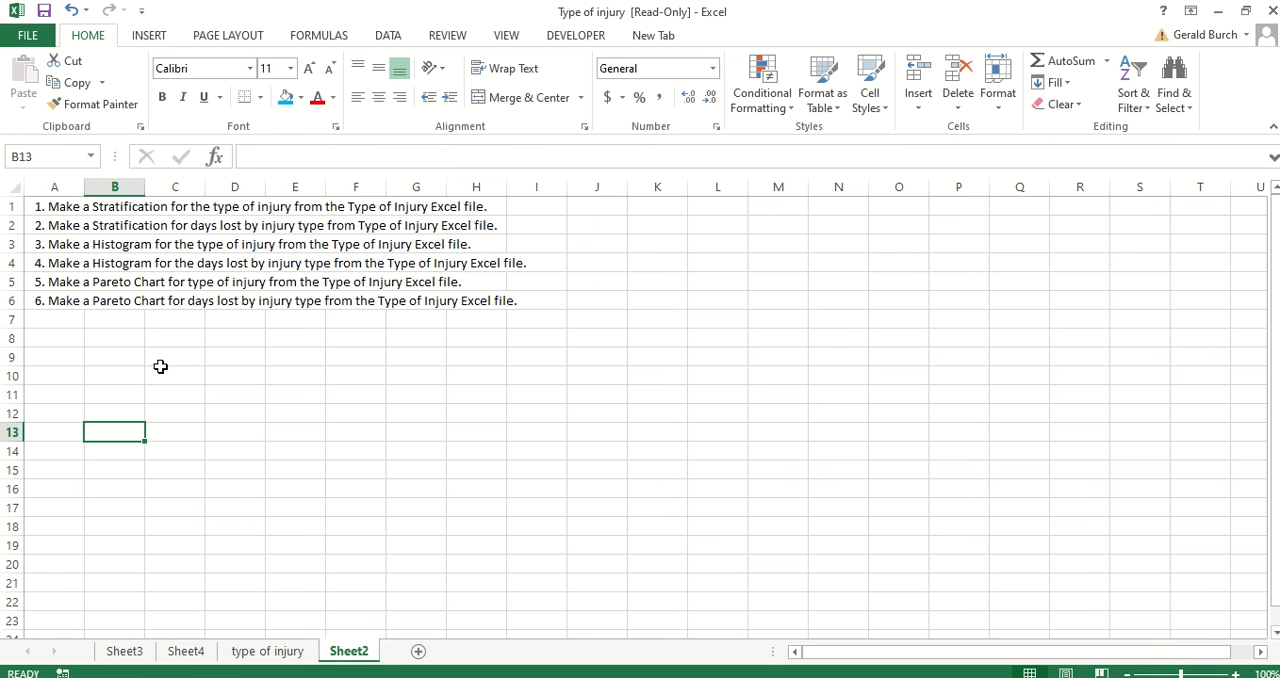 Type of injury [Read-Only] - Excel
?
FILE HOME INSERT PAGE LAYOUT FORMULAS DATA REVIEW VIEW DEVELOPER New Tab Gerald Burch
Paste
Cut
Copy
Format Painter
Clipboard
Calibri 11
B I U A
Font
Wrap Text
Merge & Center
Alignment
General
$ % ,
Number
Conditional Formatting
Format as Table
Cell Styles
Styles
Insert Delete Format
Cells
AutoSum
Fill
Clear
Sort & Filter
Find & Select
Editing
B13 fx
A B C D E F G H I J K L M N O P Q R S T U
1 1. Make a Stratification for the type of injury from the Type of Injury Excel file.
2 2. Make a Stratification for days lost by injury type from Type of Injury Excel file.
3 3. Make a Histogram for the type of injury from the Type of Injury Excel file.
4 4. Make a Histogram for the days lost by injury type from the Type of Injury Excel file.
5 5. Make a Pareto Chart for type of injury from the Type of Injury Excel file.
6 6. Make a Pareto Chart for days lost by injury type from the Type of Injury Excel file.
7
8
9
10
11
12
13
14
15
16
17
18
19
20
21
22
23
24
Sheet3 Sheet4 type of injury Sheet2
READY 100%